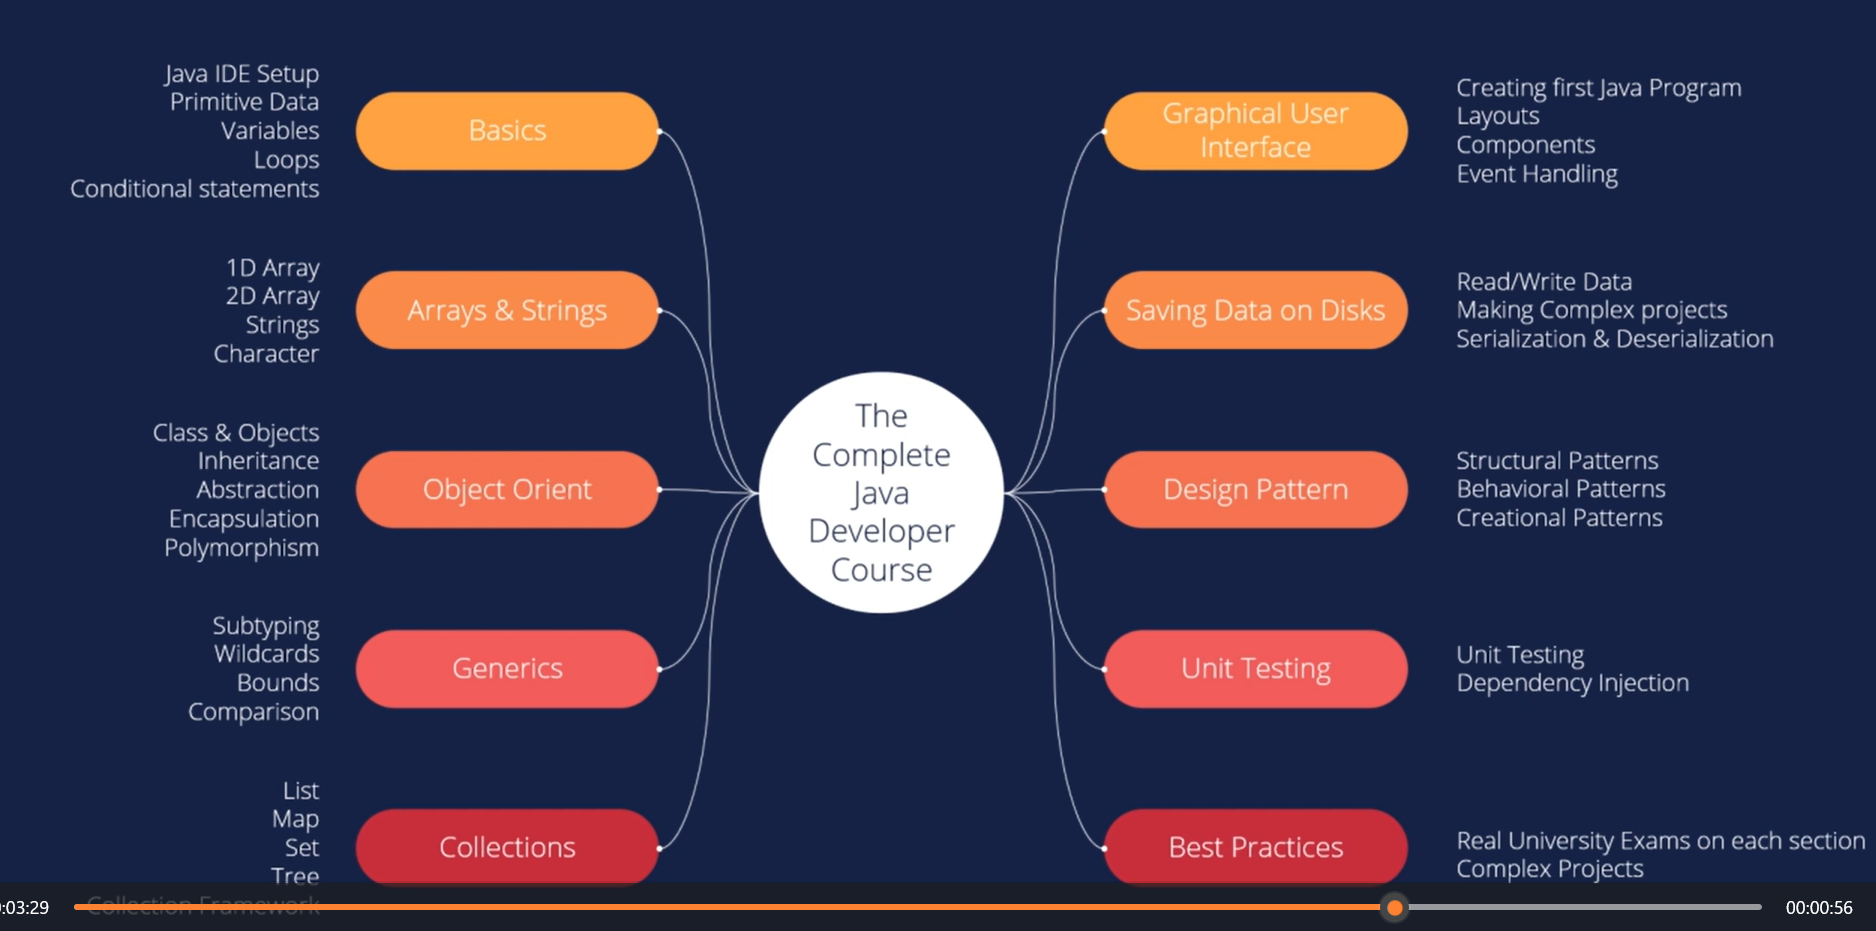 Java IDE Setup
Primitive Data
Variables
Loops
Conditional statements
Basics
1D Array
2D Array
Strings
Character
Arrays & Strings
Class & Objects
Inheritance
Abstraction
Encapsulation
Polymorphism
Object Orient
Subtyping
Wildcards
Bounds
Comparison
Generics
List
Map
Set
Tree
Collection Framework
Collections
The
Complete
Java
Developer
Course
Graphical User
Interface
Creating first Java Program
Layouts
Components
Event Handling
Saving Data on Disks
Read/Write Data
Making Complex projects
Serialization & Deserialization
Design Pattern
Structural Patterns
Behavioral Patterns
Creational Patterns
Unit Testing
Unit Testing
Dependency Injection
Best Practices
Real University Exams on each section
Complex Projects
:03:29
00:00:56